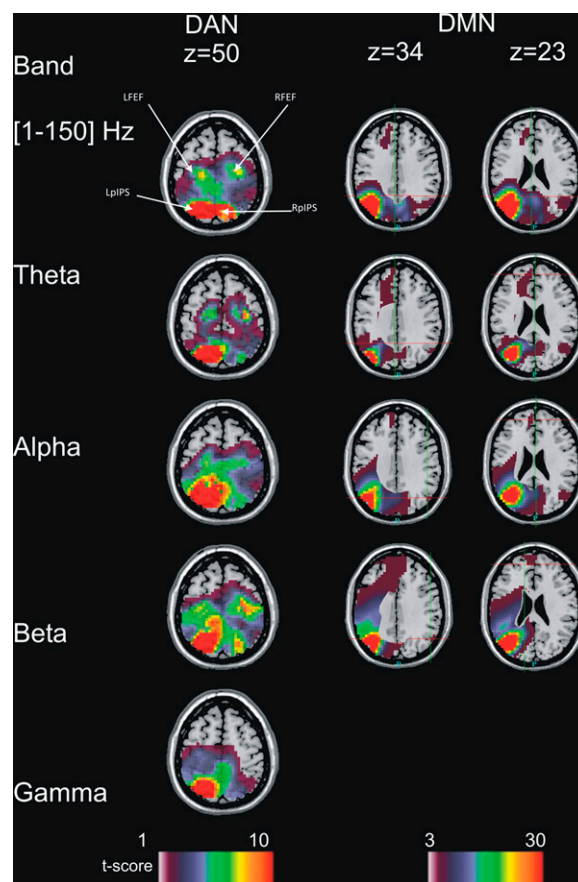 DAN DMN
Band z=50 z=34 z=23
LFEF RFEF
[1-150] Hz
LpIPS RpIPS
Theta
Alpha
Beta
Gamma
1 10 3 30
t-score